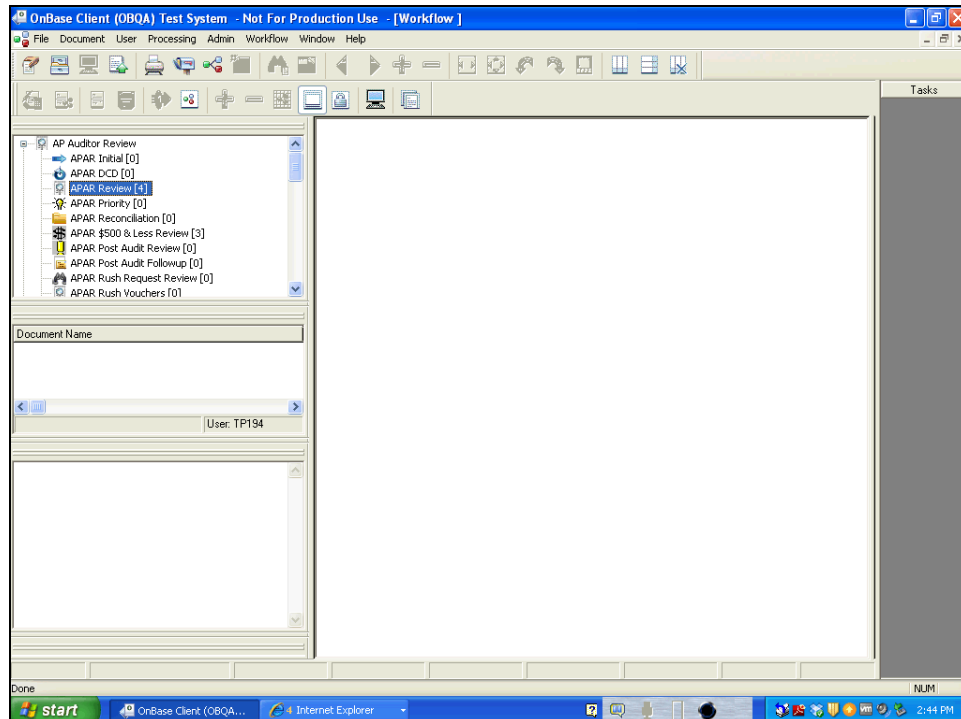 OnBase Client (OBQA) Test System - Not For Production Use - [Workflow ]
File Document User Processing Admin Workflow Window Help
Tasks
AP Auditor Review
APAR Initial [0]
APAR DCD [0]
APAR Review [4]
APAR Priority [0]
APAR Reconciliation [0]
APAR $500 & Less Review [3]
APAR Post Audit Review [0]
APAR Post Audit Followup [0]
APAR Rush Request Review [0]
APAR Rush Vouchers [0]
Document Name
User: TP194
Done
NUM
start
OnBase Client (OBQA...
4 Internet Explorer
2:44 PM